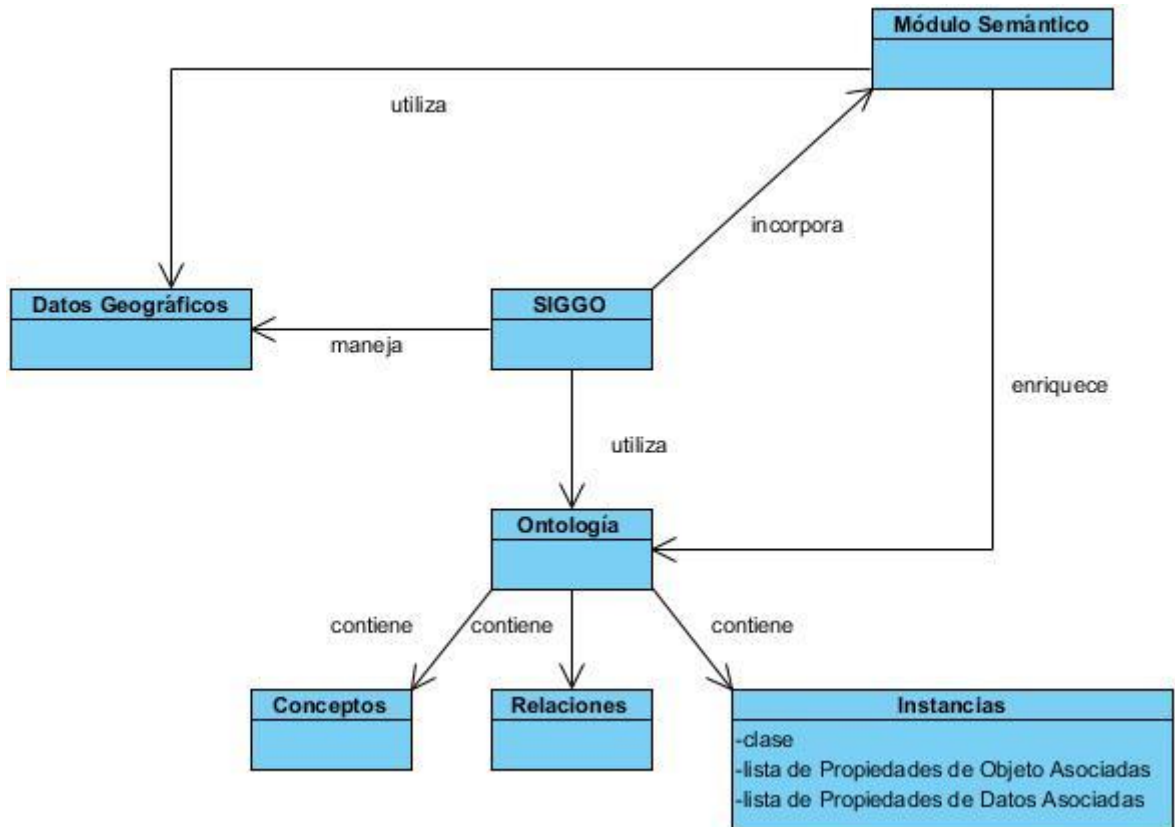 Módulo Semántico
utiliza
incorpora
Datos Geográficos
SIGGO
maneja
enriquece
utiliza
Ontología
contiene
contiene
contiene
Conceptos
Relaciones
Instancias
-clase
-lista de Propiedades de Objeto Asociadas
-lista de Propiedades de Datos Asociadas